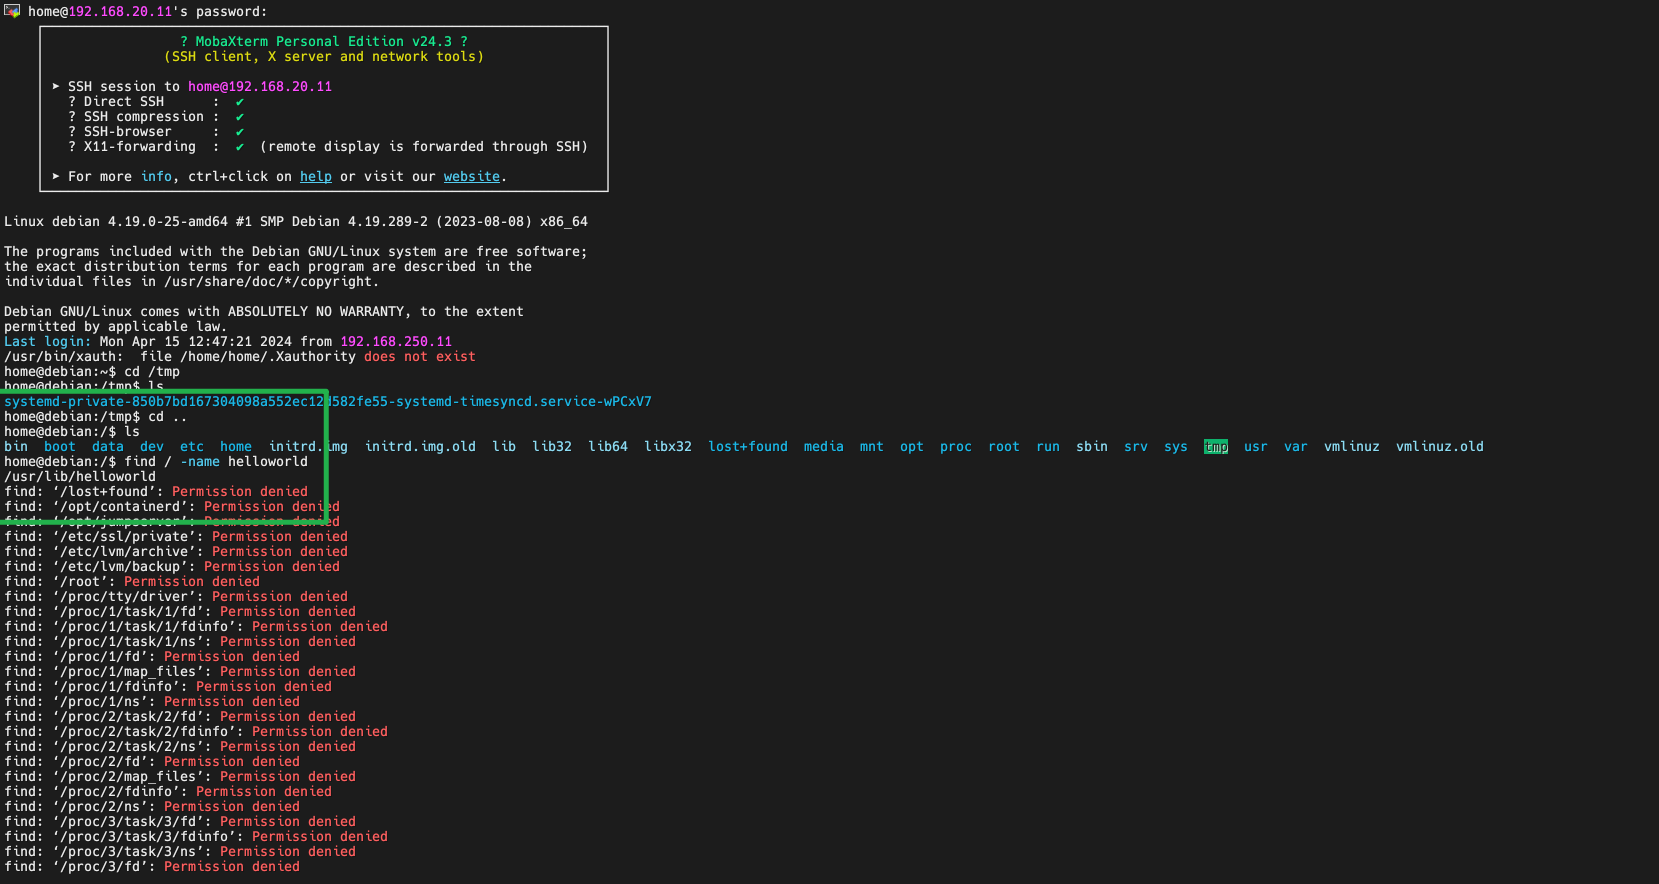 home@192.168.20.11's password:
? MobaXterm Personal Edition v24.3 ?
(SSH client, X server and network tools)
➤ SSH session to home@192.168.20.11
? Direct SSH : ✔
? SSH compression : ✔
? SSH-browser : ✔
? X11-forwarding : ✔ (remote display is forwarded through SSH)
➤ For more info, ctrl+click on help or visit our website.
Linux debian 4.19.0-25-amd64 #1 SMP Debian 4.19.289-2 (2023-08-08) x86_64
The programs included with the Debian GNU/Linux system are free software;
the exact distribution terms for each program are described in the
individual files in /usr/share/doc/*/copyright.
Debian GNU/Linux comes with ABSOLUTELY NO WARRANTY, to the extent
permitted by applicable law.
Last login: Mon Apr 15 12:47:21 2024 from 192.168.250.11
/usr/bin/xauth:  file /home/home/.Xauthority does not exist
home@debian:~$ cd /tmp
home@debian:/tmp$ ls
systemd-private-850b7bd167304098a552ec12d582fe55-systemd-timesyncd.service-wPCxV7
home@debian:/tmp$ cd ..
home@debian:/$ ls
bin boot data dev etc home initrd.img initrd.img.old lib lib32 lib64 libx32 lost+found media mnt opt proc root run sbin srv sys tmp usr var vmlinuz vmlinuz.old
home@debian:/$ find / -name helloworld
/usr/lib/helloworld
find: ‘/lost+found’: Permission denied
find: ‘/opt/containerd’: Permission denied
find: ‘/opt/jumpserver’: Permission denied
find: ‘/etc/ssl/private’: Permission denied
find: ‘/etc/lvm/archive’: Permission denied
find: ‘/etc/lvm/backup’: Permission denied
find: ‘/root’: Permission denied
find: ‘/proc/tty/driver’: Permission denied
find: ‘/proc/1/task/1/fd’: Permission denied
find: ‘/proc/1/task/1/fdinfo’: Permission denied
find: ‘/proc/1/task/1/ns’: Permission denied
find: ‘/proc/1/fd’: Permission denied
find: ‘/proc/1/map_files’: Permission denied
find: ‘/proc/1/fdinfo’: Permission denied
find: ‘/proc/1/ns’: Permission denied
find: ‘/proc/2/task/2/fd’: Permission denied
find: ‘/proc/2/task/2/fdinfo’: Permission denied
find: ‘/proc/2/task/2/ns’: Permission denied
find: ‘/proc/2/fd’: Permission denied
find: ‘/proc/2/map_files’: Permission denied
find: ‘/proc/2/fdinfo’: Permission denied
find: ‘/proc/2/ns’: Permission denied
find: ‘/proc/3/task/3/fd’: Permission denied
find: ‘/proc/3/task/3/fdinfo’: Permission denied
find: ‘/proc/3/task/3/ns’: Permission denied
find: ‘/proc/3/fd’: Permission denied